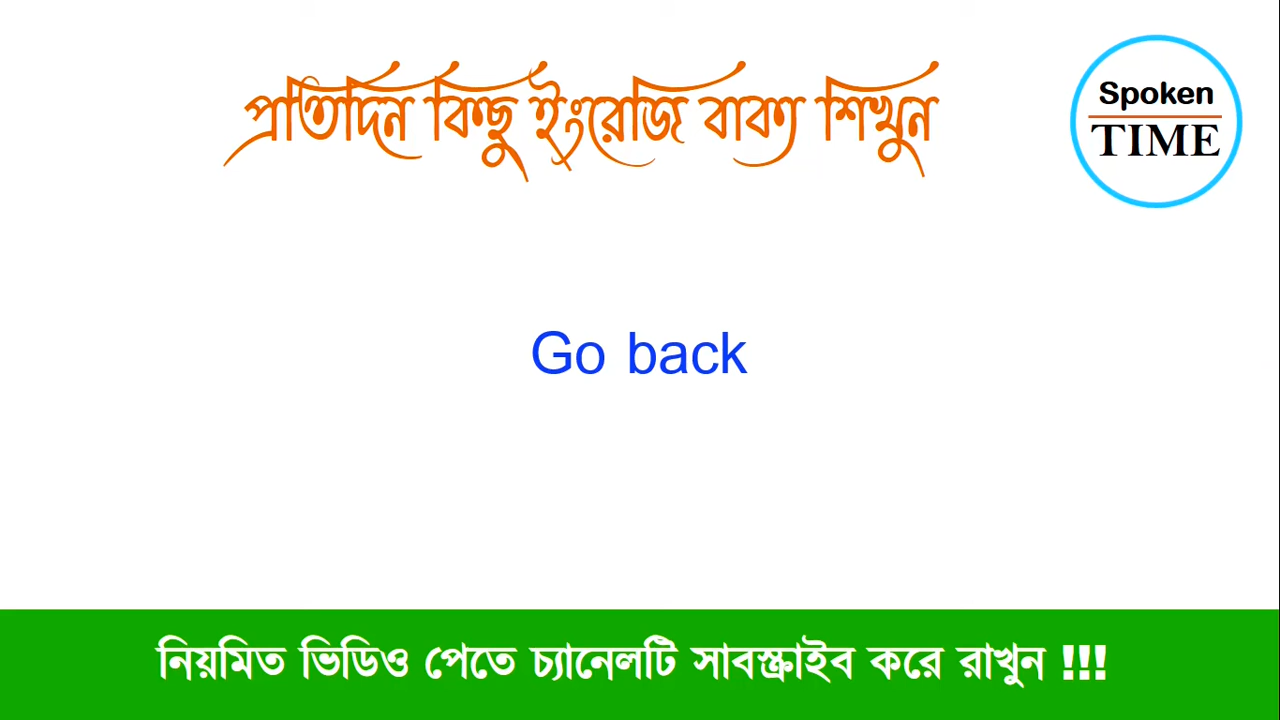 প্রতিদিন কিছু ইংরেজি বাক্য শিখুন
Spoken
TIME
Go back
নিয়মিত ভিডিও পেতে চ্যানেলটি সাবস্ক্রাইব করে রাখুন !!!